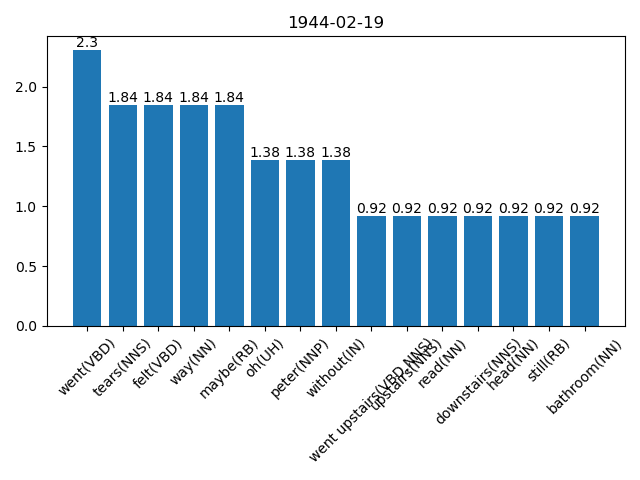 1944-02-19
2.3
1.84 1.84 1.84 1.84
1.38 1.38 1.38
0.92 0.92 0.92 0.92 0.92 0.92 0.92
2.0
1.5
1.0
0.5
0.0
went(VBD)
tears(NNS)
felt(VBD)
way(NN)
maybe(RB)
oh(UH)
peter(NNP)
without(IN)
went upstairs(VBD NNS)
upstairs(NNS)
read(NN)
downstairs(NNS)
head(NN)
still(RB)
bathroom(NN)